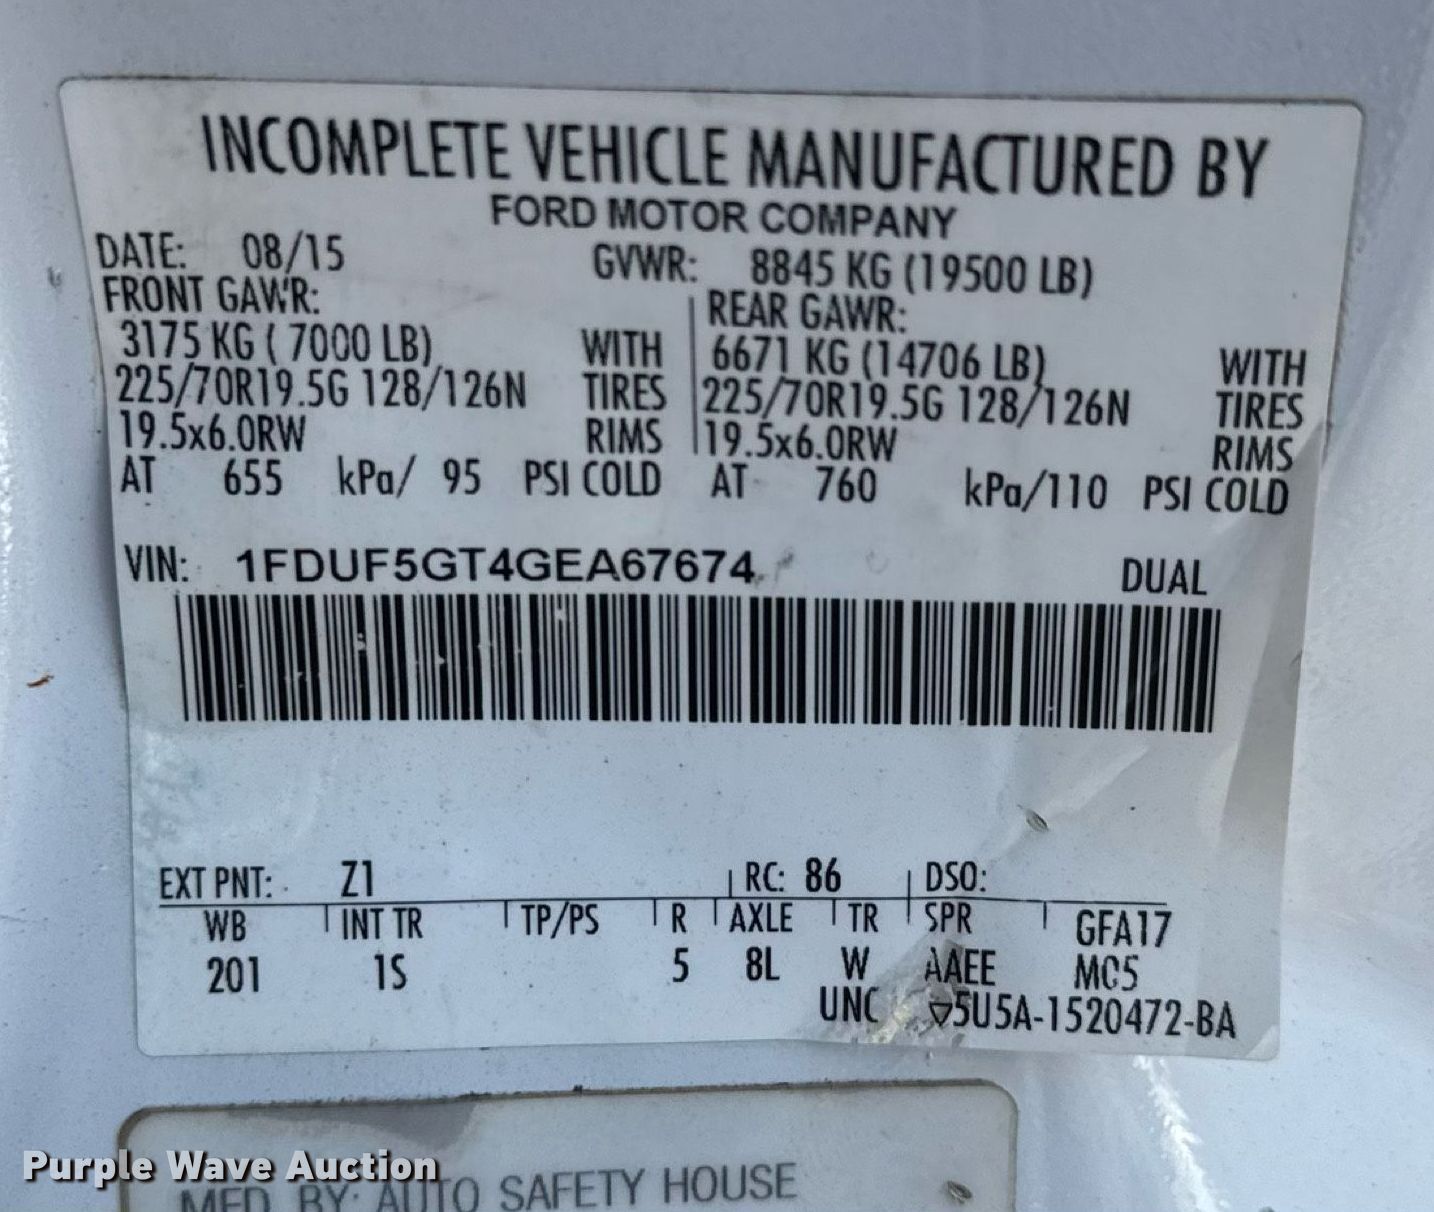 INCOMPLETE VEHICLE MANUFACTURED BY
FORD MOTOR COMPANY
DATE: 08/15 GVWR: 8845 KG (19500 LB)
FRONT GAWR: REAR GAWR:
3175 KG ( 7000 LB) WITH 6671 KG (14706 LB) WITH
225/70R19.5G 128/126N TIRES 225/70R19.5G 128/126N TIRES
19.5x6.0RW RIMS 19.5x6.0RW RIMS
AT 655 kPa/ 95 PSI COLD AT 760 kPa/110 PSI COLD
VIN: 1FDUF5GT4GEA67674 DUAL
EXT PNT: Z1 RC: 86 DSO:
WB INT TR TP/PS R AXLE TR SPR GFA17
201 1S 5 8L W AAEE MC5
UNC ▽5U5A-1520472-BA
MFD BY: AUTO SAFETY HOUSE
Purple Wave Auction